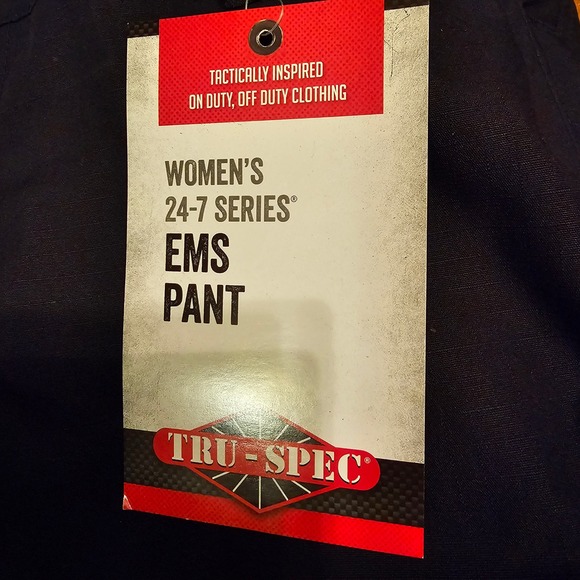 TACTICALLY INSPIRED
ON DUTY, OFF DUTY CLOTHING
WOMEN'S
24-7 SERIES®
EMS
PANT
TRU-SPEC®